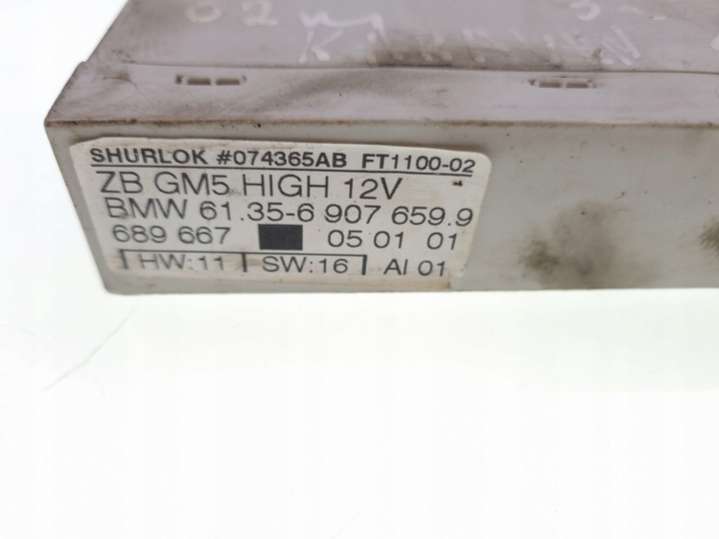 02
SHURLOK #074365AB FT1100-02
ZB GM5 HIGH 12V
BMW 61.35-6 907 659.9
689 667 05 01 01
HW:11 SW:16 AI 01